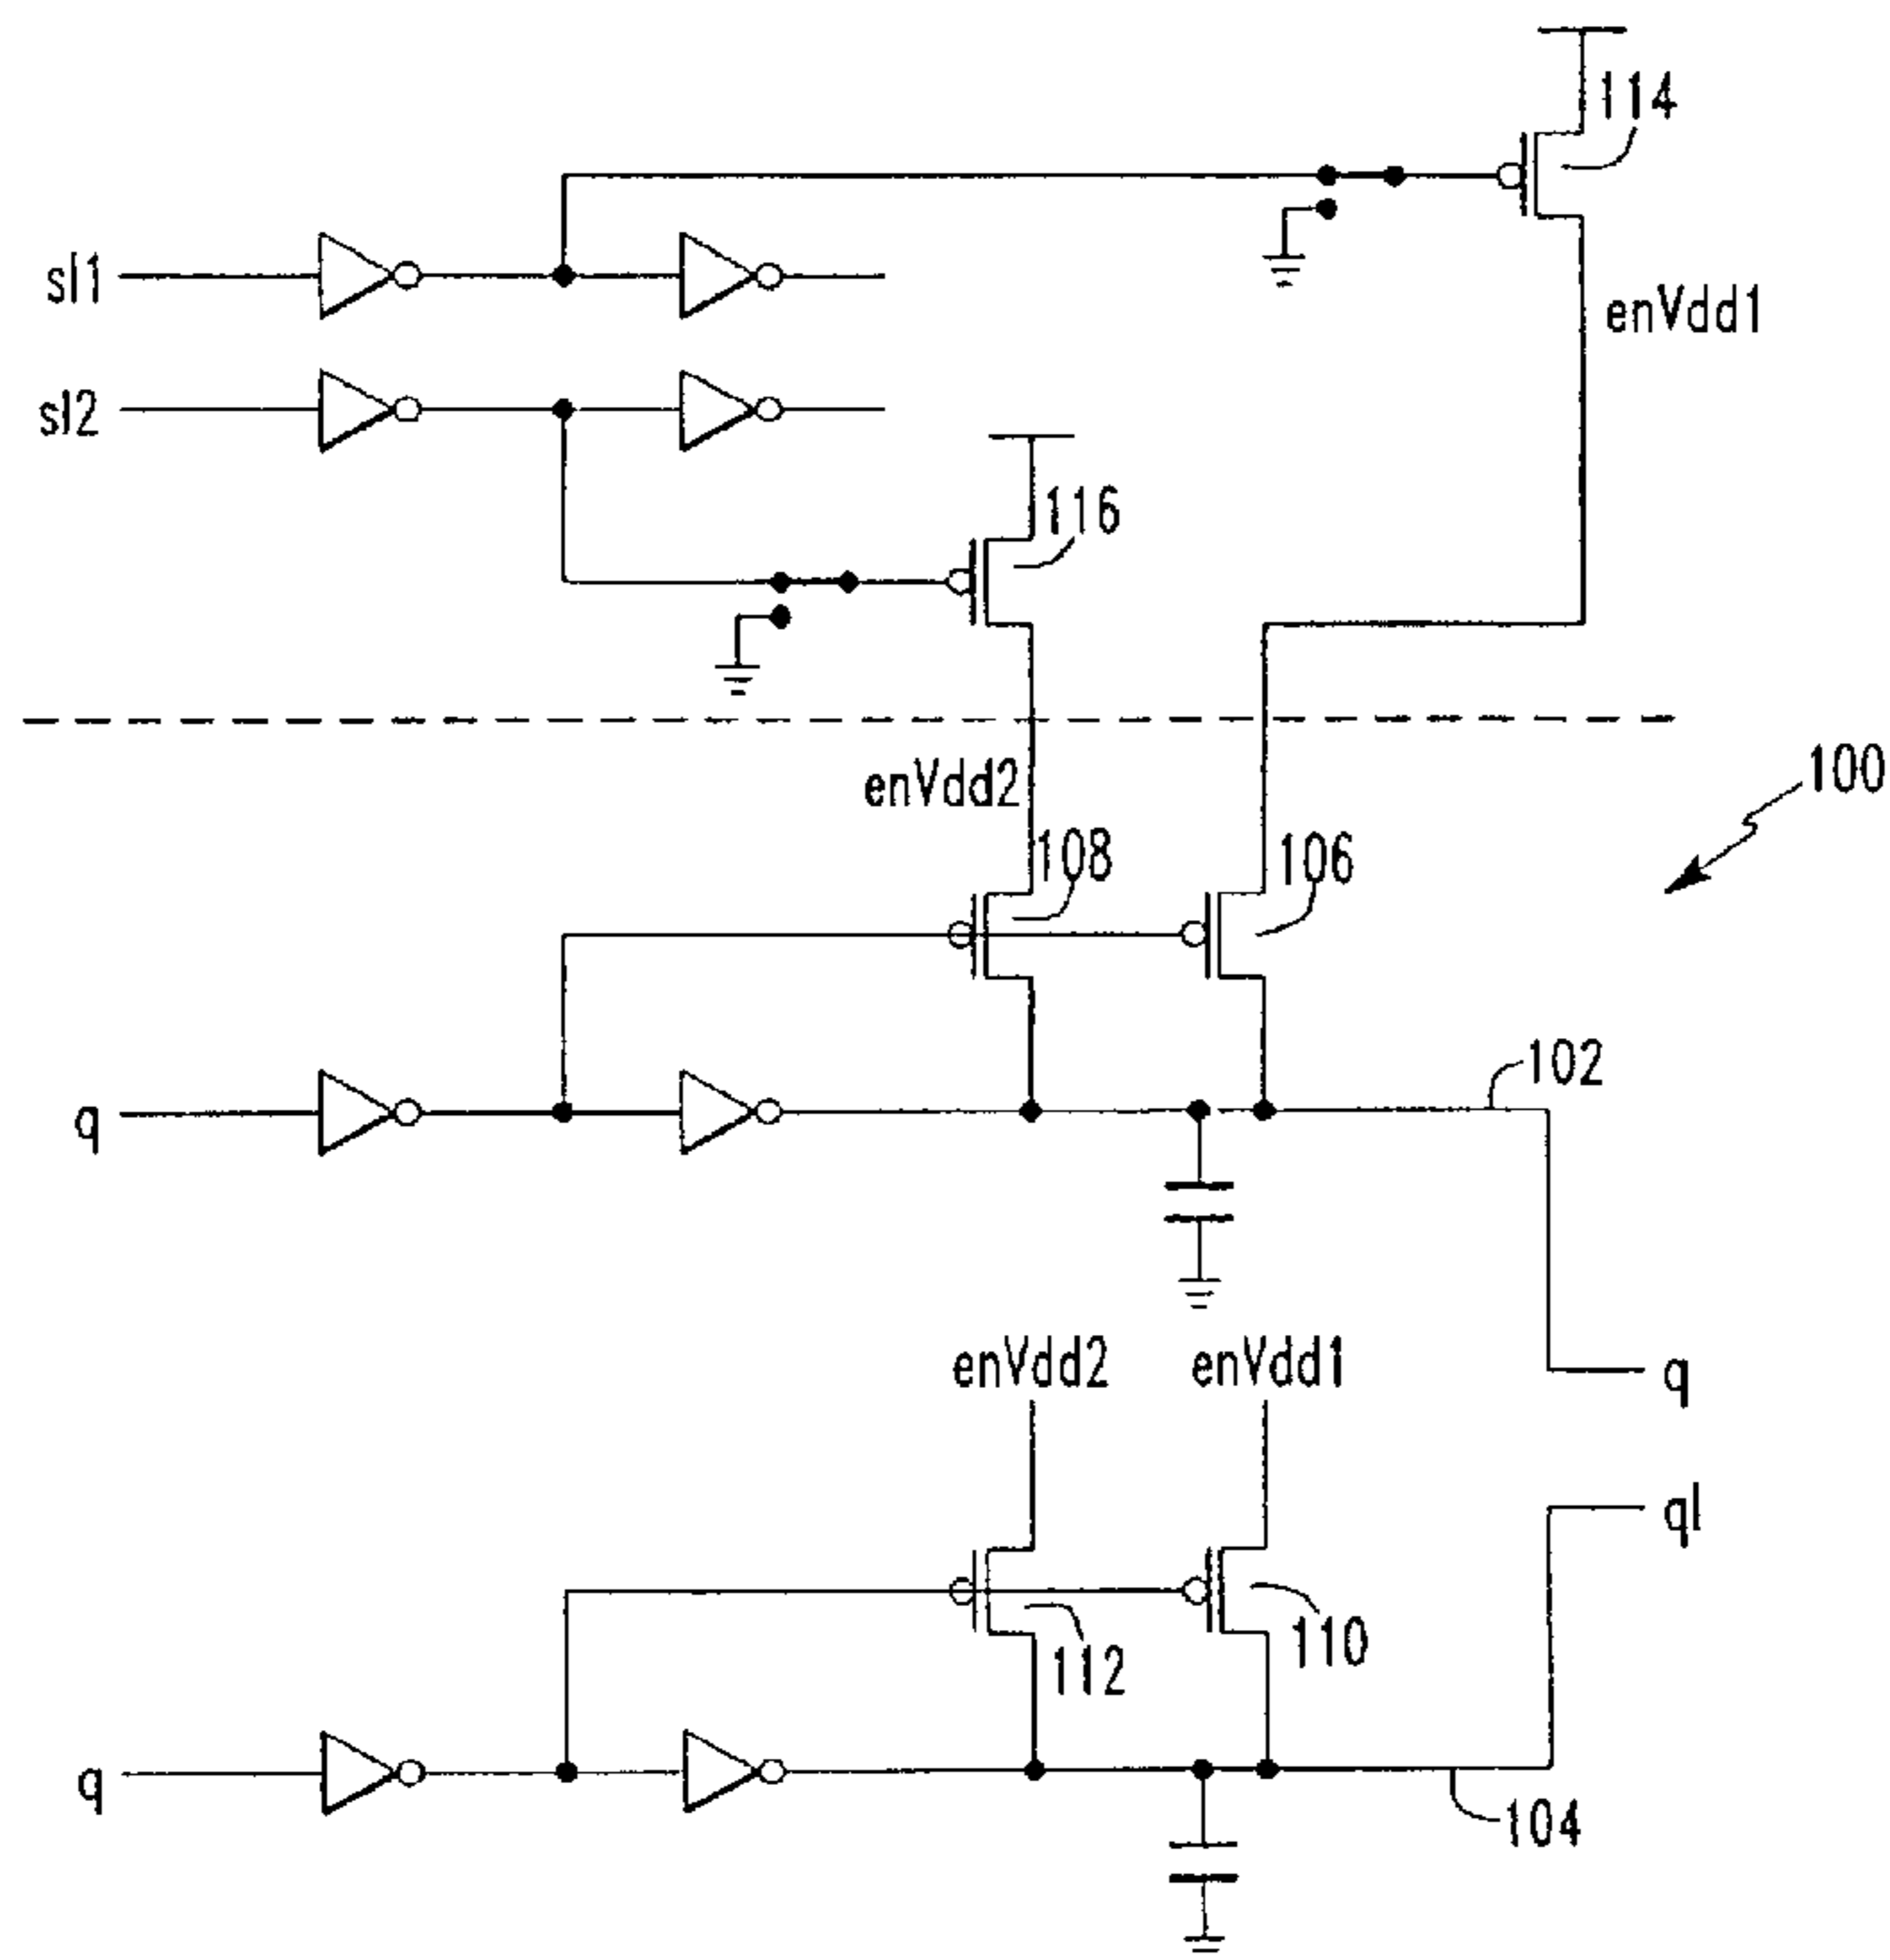 114
sl1
enVdd1
sl2
116
100
enVdd2
108
106
102
q
enVdd2
enVdd1
q
ql
110
112
q
104